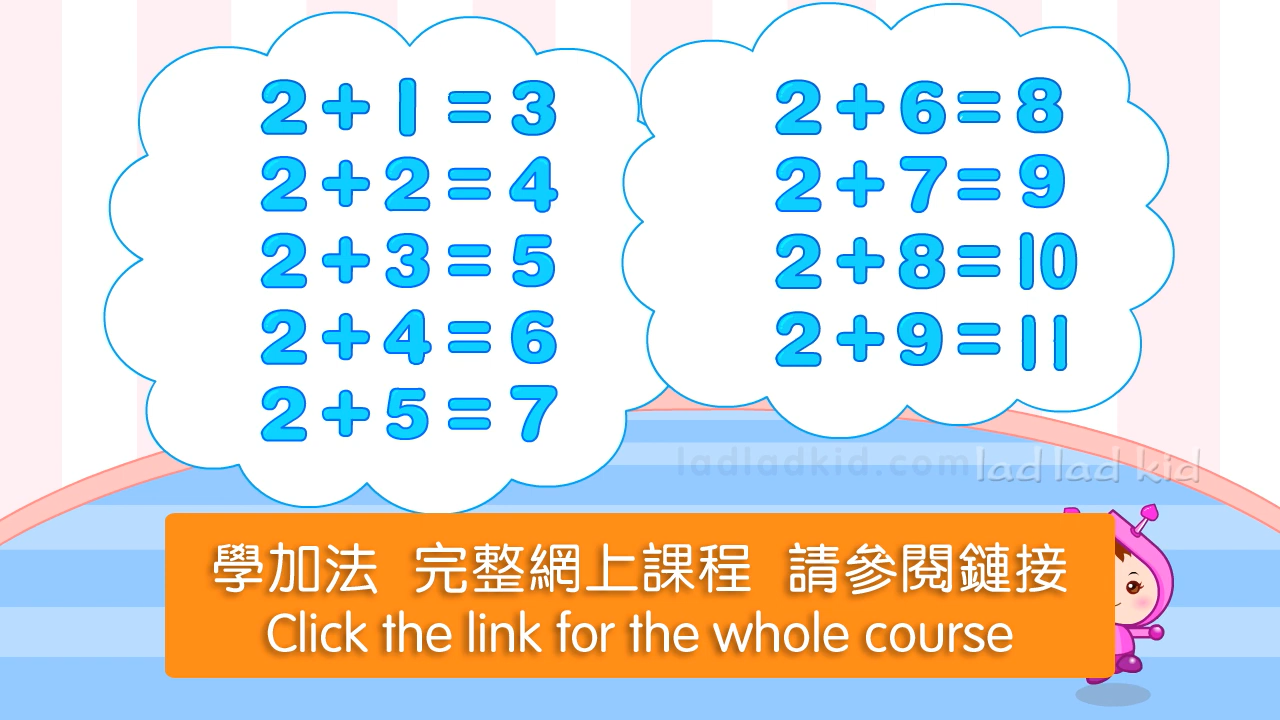 2+1=3
2+2=4
2+3=5
2+4=6
2+5=7
2+6=8
2+7=9
2+8=10
2+9=11
ladladkid.com
lad lad kid
學加法 完整網上課程 請參閱鏈接
Click the link for the whole course